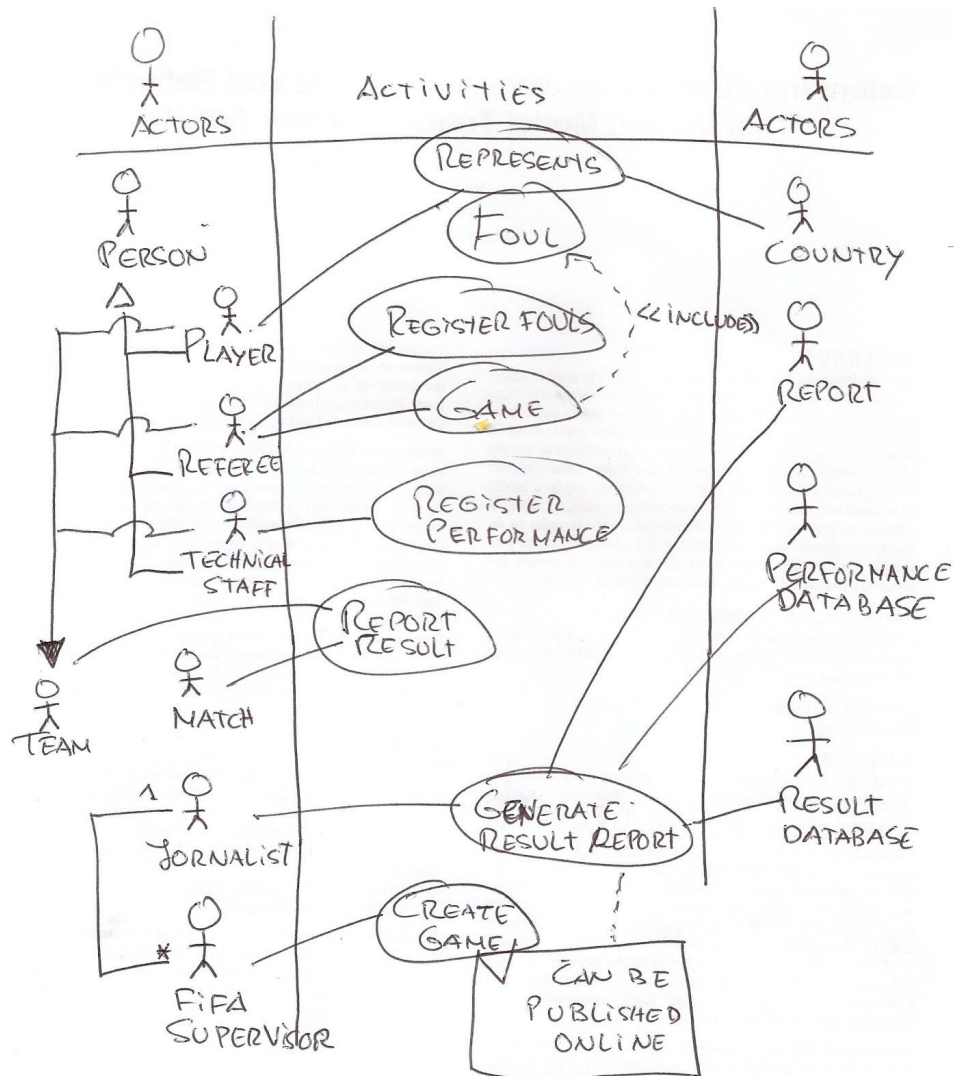 ACTORS
ACTIVITIES
ACTORS
REPRESENTS
PERSON
FOUL
COUNTRY
PLAYER
REGISTER FOULS
<<INCLUDE>>
REPORT
REFEREE
GAME
TECHNICAL
STAFF
REGISTER
PERFORMANCE
PERFORMANCE
DATABASE
REPORT
RESULT
TEAM
MATCH
1
JORNALIST
GENERATE
RESULT REPORT
RESULT
DATABASE
*
FiFA
SUPERVISOR
CREATE
GAME
CAN BE
PUBLISHED
ONLINE